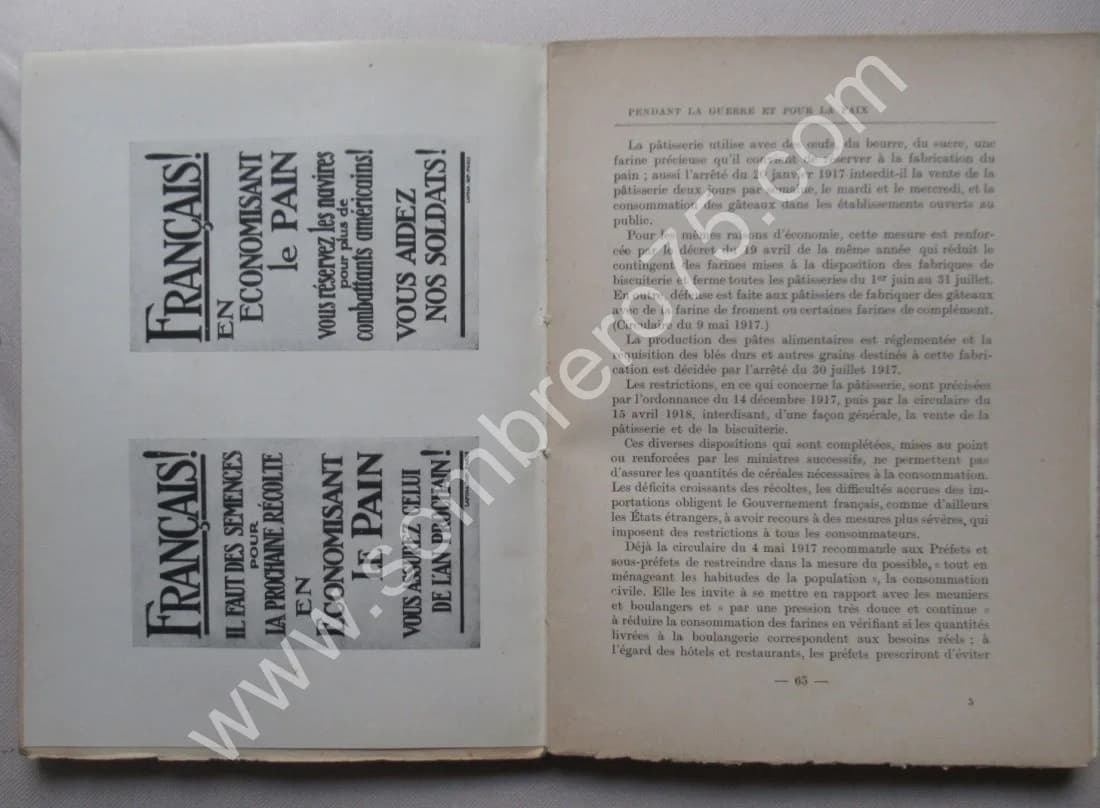 FRANÇAIS!
EN
ECONOMISANT
le PAIN
vous réservez les navires
pour plus de
combattants américains!
VOUS AIDEZ
NOS SOLDATS!
FRANÇAIS!
IL FAUT DES SEMENCES
POUR
LA PROCHAINE RÉCOLTE
EN
ÉCONOMISANT
LE PAIN
VOUS ASSUREZ CELUI
DE L'AN PROCHAIN!
PENDANT LA GUERRE ET POUR LA PAIX
La pâtisserie utilise avec des œufs, du beurre, du sucre, une
farine précieuse qu'il convient de réserver à la fabrication du
pain ; aussi l'arrêté du janvier 1917 interdit-il la vente de la
pâtisserie deux jours par semaine, le mardi et le mercredi, et la
consommation des gâteaux dans les établissements ouverts au
public.
Pour les mêmes raisons d'économie, cette mesure est renfor-
cée par le décret du 19 avril de la même année qui réduit le
contingent des farines mises à la disposition des fabriques de
biscuiterie et ferme toutes les pâtisseries du 1er juin au 31 juillet.
En outre, défense est faite aux pâtissiers de fabriquer des gâteaux
avec de la farine de froment ou certaines farines de complément.
(Circulaire du 9 mai 1917.)
La production des pâtes alimentaires est réglementée et la
réquisition des blés durs et autres grains destinés à cette fabri-
cation est décidée par l'arrêté du 30 juillet 1917.
Les restrictions, en ce qui concerne la pâtisserie, sont précisées
par l'ordonnance du 14 décembre 1917, puis par la circulaire du
15 avril 1918, interdisant, d'une façon générale, la vente de la
pâtisserie et de la biscuiterie.
Ces diverses dispositions qui sont complétées, mises au point
ou renforcées par les ministres successifs, ne permettent pas
d'assurer les quantités de céréales nécessaires à la consommation.
Les déficits croissants des récoltes, les difficultés accrues des im-
portations obligent le Gouvernement français, comme d'ailleurs
les États étrangers, à avoir recours à des mesures plus sévères, qui
imposent des restrictions à tous les consommateurs.
Déjà la circulaire du 4 mai 1917 recommande aux Préfets et
sous-préfets de restreindre dans la mesure du possible, « tout en
ménageant les habitudes de la population », la consommation
civile. Elle les invite à se mettre en rapport avec les meuniers
et boulangers et « par une pression très douce et continue »
à réduire la consommation des farines en vérifiant si les quantités
livrées à la boulangerie correspondent aux besoins réels ; à
l'égard des hôtels et restaurants, les préfets prescriront d'éviter
— 65 —
5
www.sombrero75.com